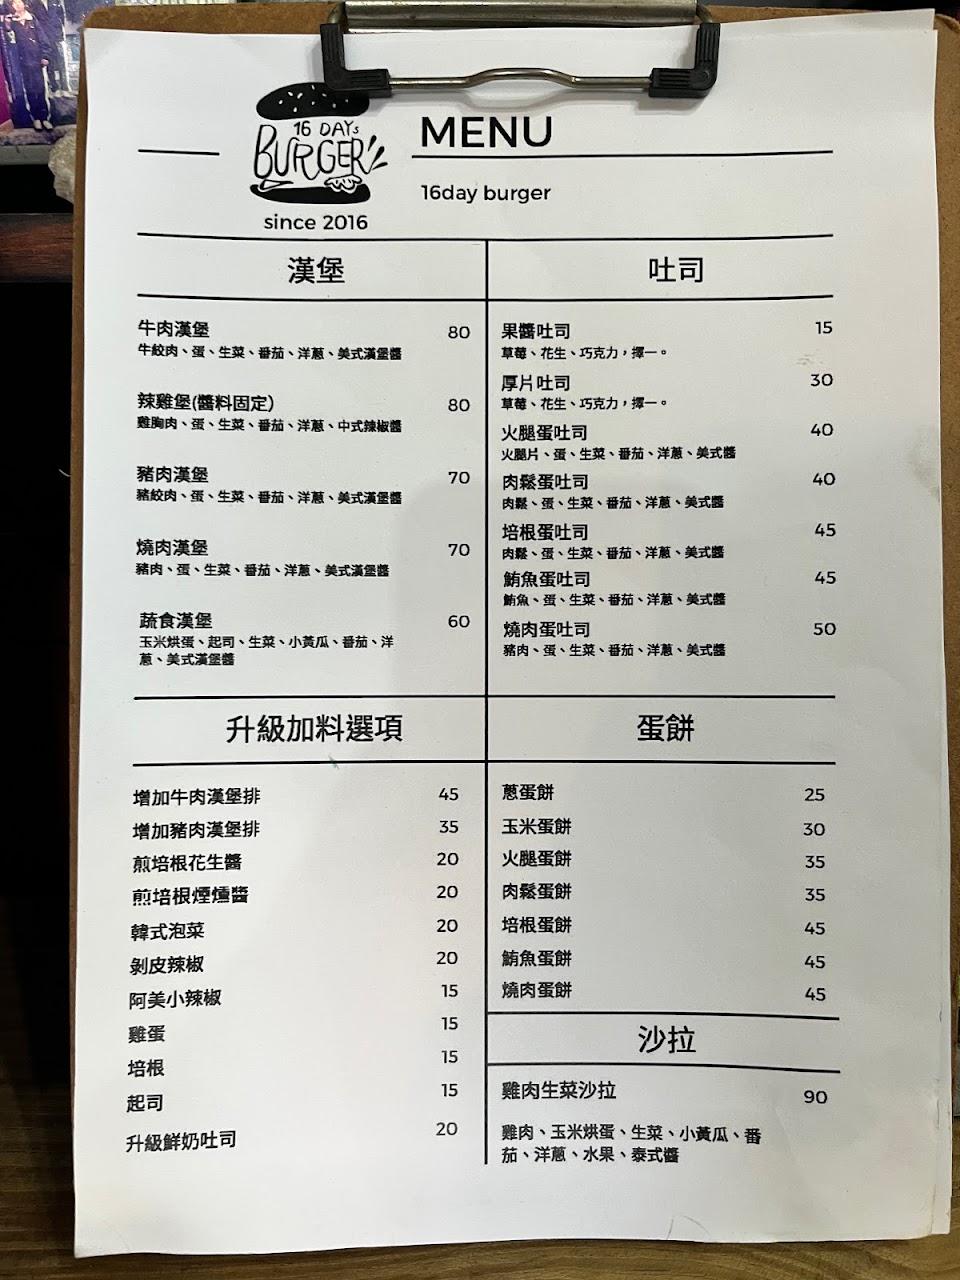 16 DAYs
BURGER
since 2016
MENU
16day burger
漢堡
牛肉漢堡 80
牛絞肉、蛋、生菜、番茄、洋蔥、美式漢堡醬
辣雞堡(醬料固定) 80
雞胸肉、蛋、生菜、番茄、洋蔥、中式辣椒醬
豬肉漢堡 70
豬絞肉、蛋、生菜、番茄、洋蔥、美式漢堡醬
燒肉漢堡 70
豬肉、蛋、生菜、番茄、洋蔥、美式漢堡醬
蔬食漢堡 60
玉米烘蛋、起司、生菜、小黃瓜、番茄、洋
蔥、美式漢堡醬
吐司
果醬吐司 15
草莓、花生、巧克力，擇一。
厚片吐司 30
草莓、花生、巧克力，擇一。
火腿蛋吐司 40
火腿片、蛋、生菜、番茄、洋蔥、美式醬
肉鬆蛋吐司 40
肉鬆、蛋、生菜、番茄、洋蔥、美式醬
培根蛋吐司 45
肉鬆、蛋、生菜、番茄、洋蔥、美式醬
鮪魚蛋吐司 45
鮪魚、蛋、生菜、番茄、洋蔥、美式醬
燒肉蛋吐司 50
豬肉、蛋、生菜、番茄、洋蔥、美式醬
升級加料選項
增加牛肉漢堡排 45
增加豬肉漢堡排 35
煎培根花生醬 20
煎培根煙燻醬 20
韓式泡菜 20
剝皮辣椒 20
阿美小辣椒 15
雞蛋 15
培根 15
起司 15
升級鮮奶吐司 20
蛋餅
蔥蛋餅 25
玉米蛋餅 30
火腿蛋餅 35
肉鬆蛋餅 35
培根蛋餅 45
鮪魚蛋餅 45
燒肉蛋餅 45
沙拉
雞肉生菜沙拉 90
雞肉、玉米烘蛋、生菜、小黃瓜、番
茄、洋蔥、水果、泰式醬